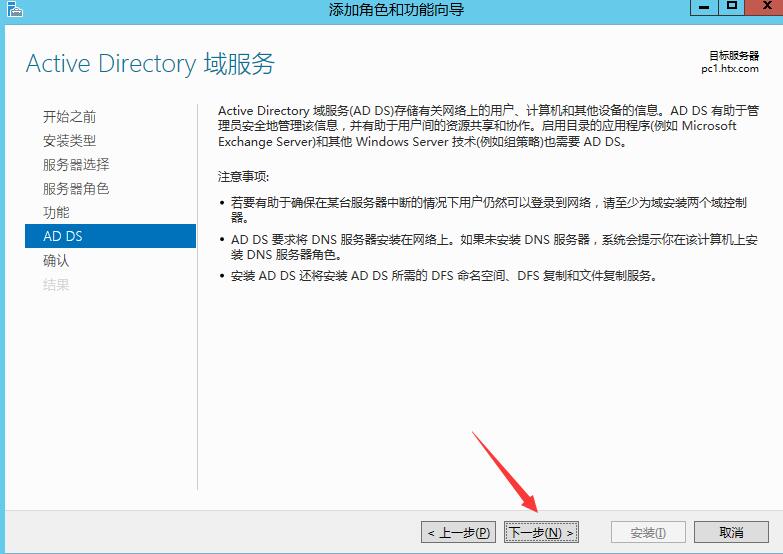 添加角色和功能向导
Active Directory 域服务
目标服务器
pc1.htx.com
开始之前
安装类型
服务器选择
服务器角色
功能
AD DS
确认
结果
Active Directory 域服务(AD DS)存储有关网络上的用户、计算机和其他设备的信息。AD DS 有助于管
理员安全地管理该信息，并有助于用户间的资源共享和协作。启用目录的应用程序(例如 Microsoft
Exchange Server)和其他 Windows Server 技术(例如组策略)也需要 AD DS。
注意事项:
• 若要有助于确保在某台服务器中断的情况下用户仍然可以登录到网络，请至少为域安装两个域控制
器。
• AD DS 要求将 DNS 服务器安装在网络上。如果未安装 DNS 服务器，系统会提示你在该计算机上安
装 DNS 服务器角色。
• 安装 AD DS 还将安装 AD DS 所需的 DFS 命名空间、DFS 复制和文件复制服务。
< 上一步(P)
下一步(N) >
安装(I)
取消